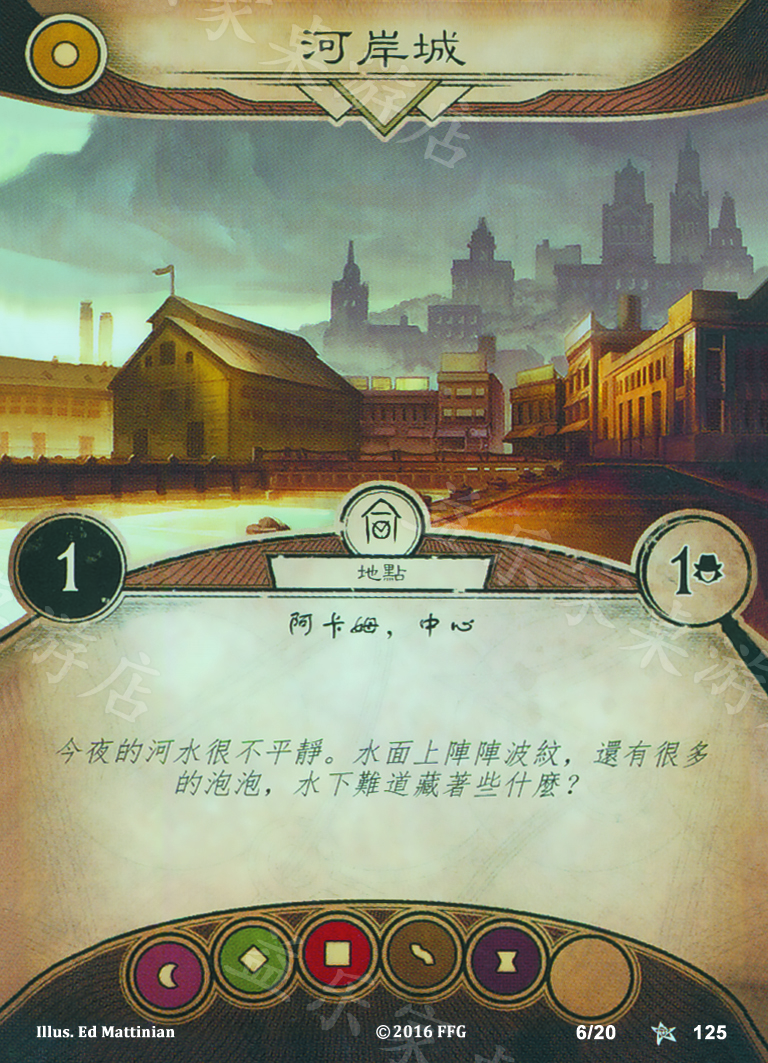 河岸城
1
1
地點
阿卡姆，中心
今夜的河水很不平靜。水面上陣陣波紋，還有很多
的泡泡，水下難道藏著些什麼？
Illus. Ed Mattinian
©2016 FFG
6/20
125